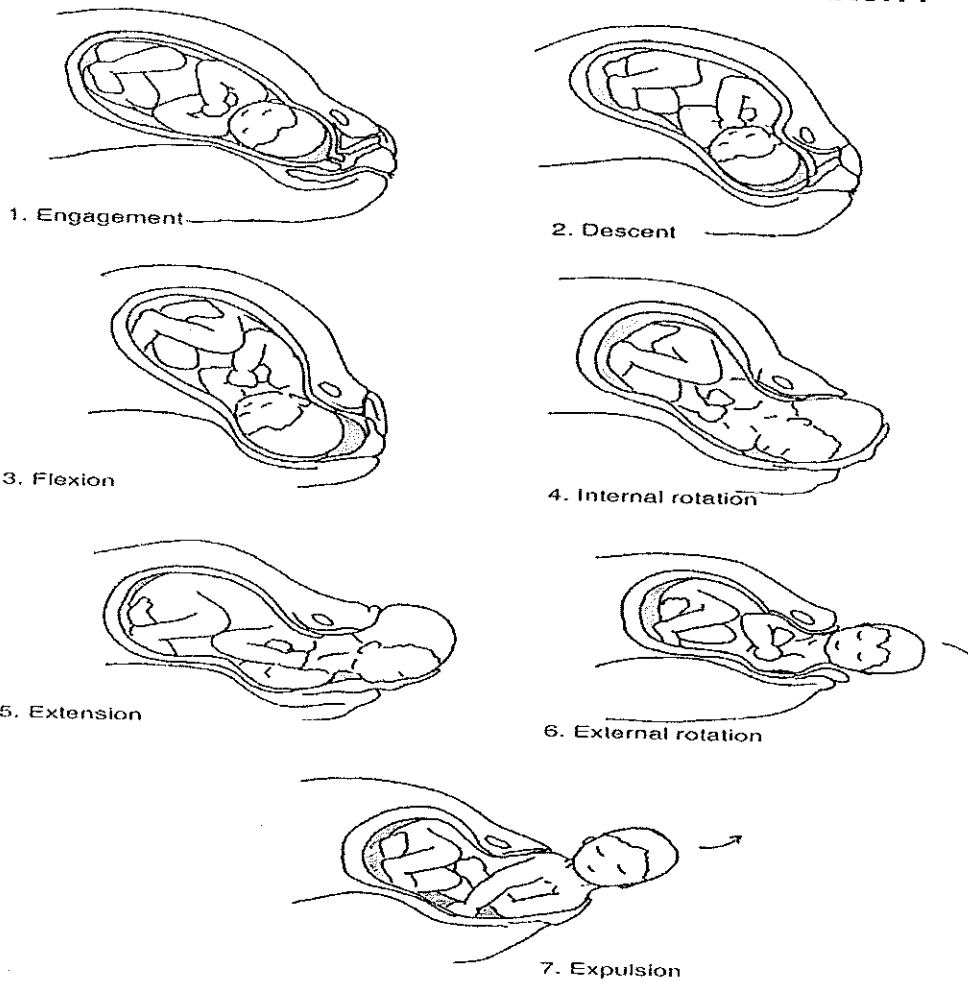 1. Engagement
2. Descent
3. Flexion
4. Internal rotation
5. Extension
6. External rotation
7. Expulsion